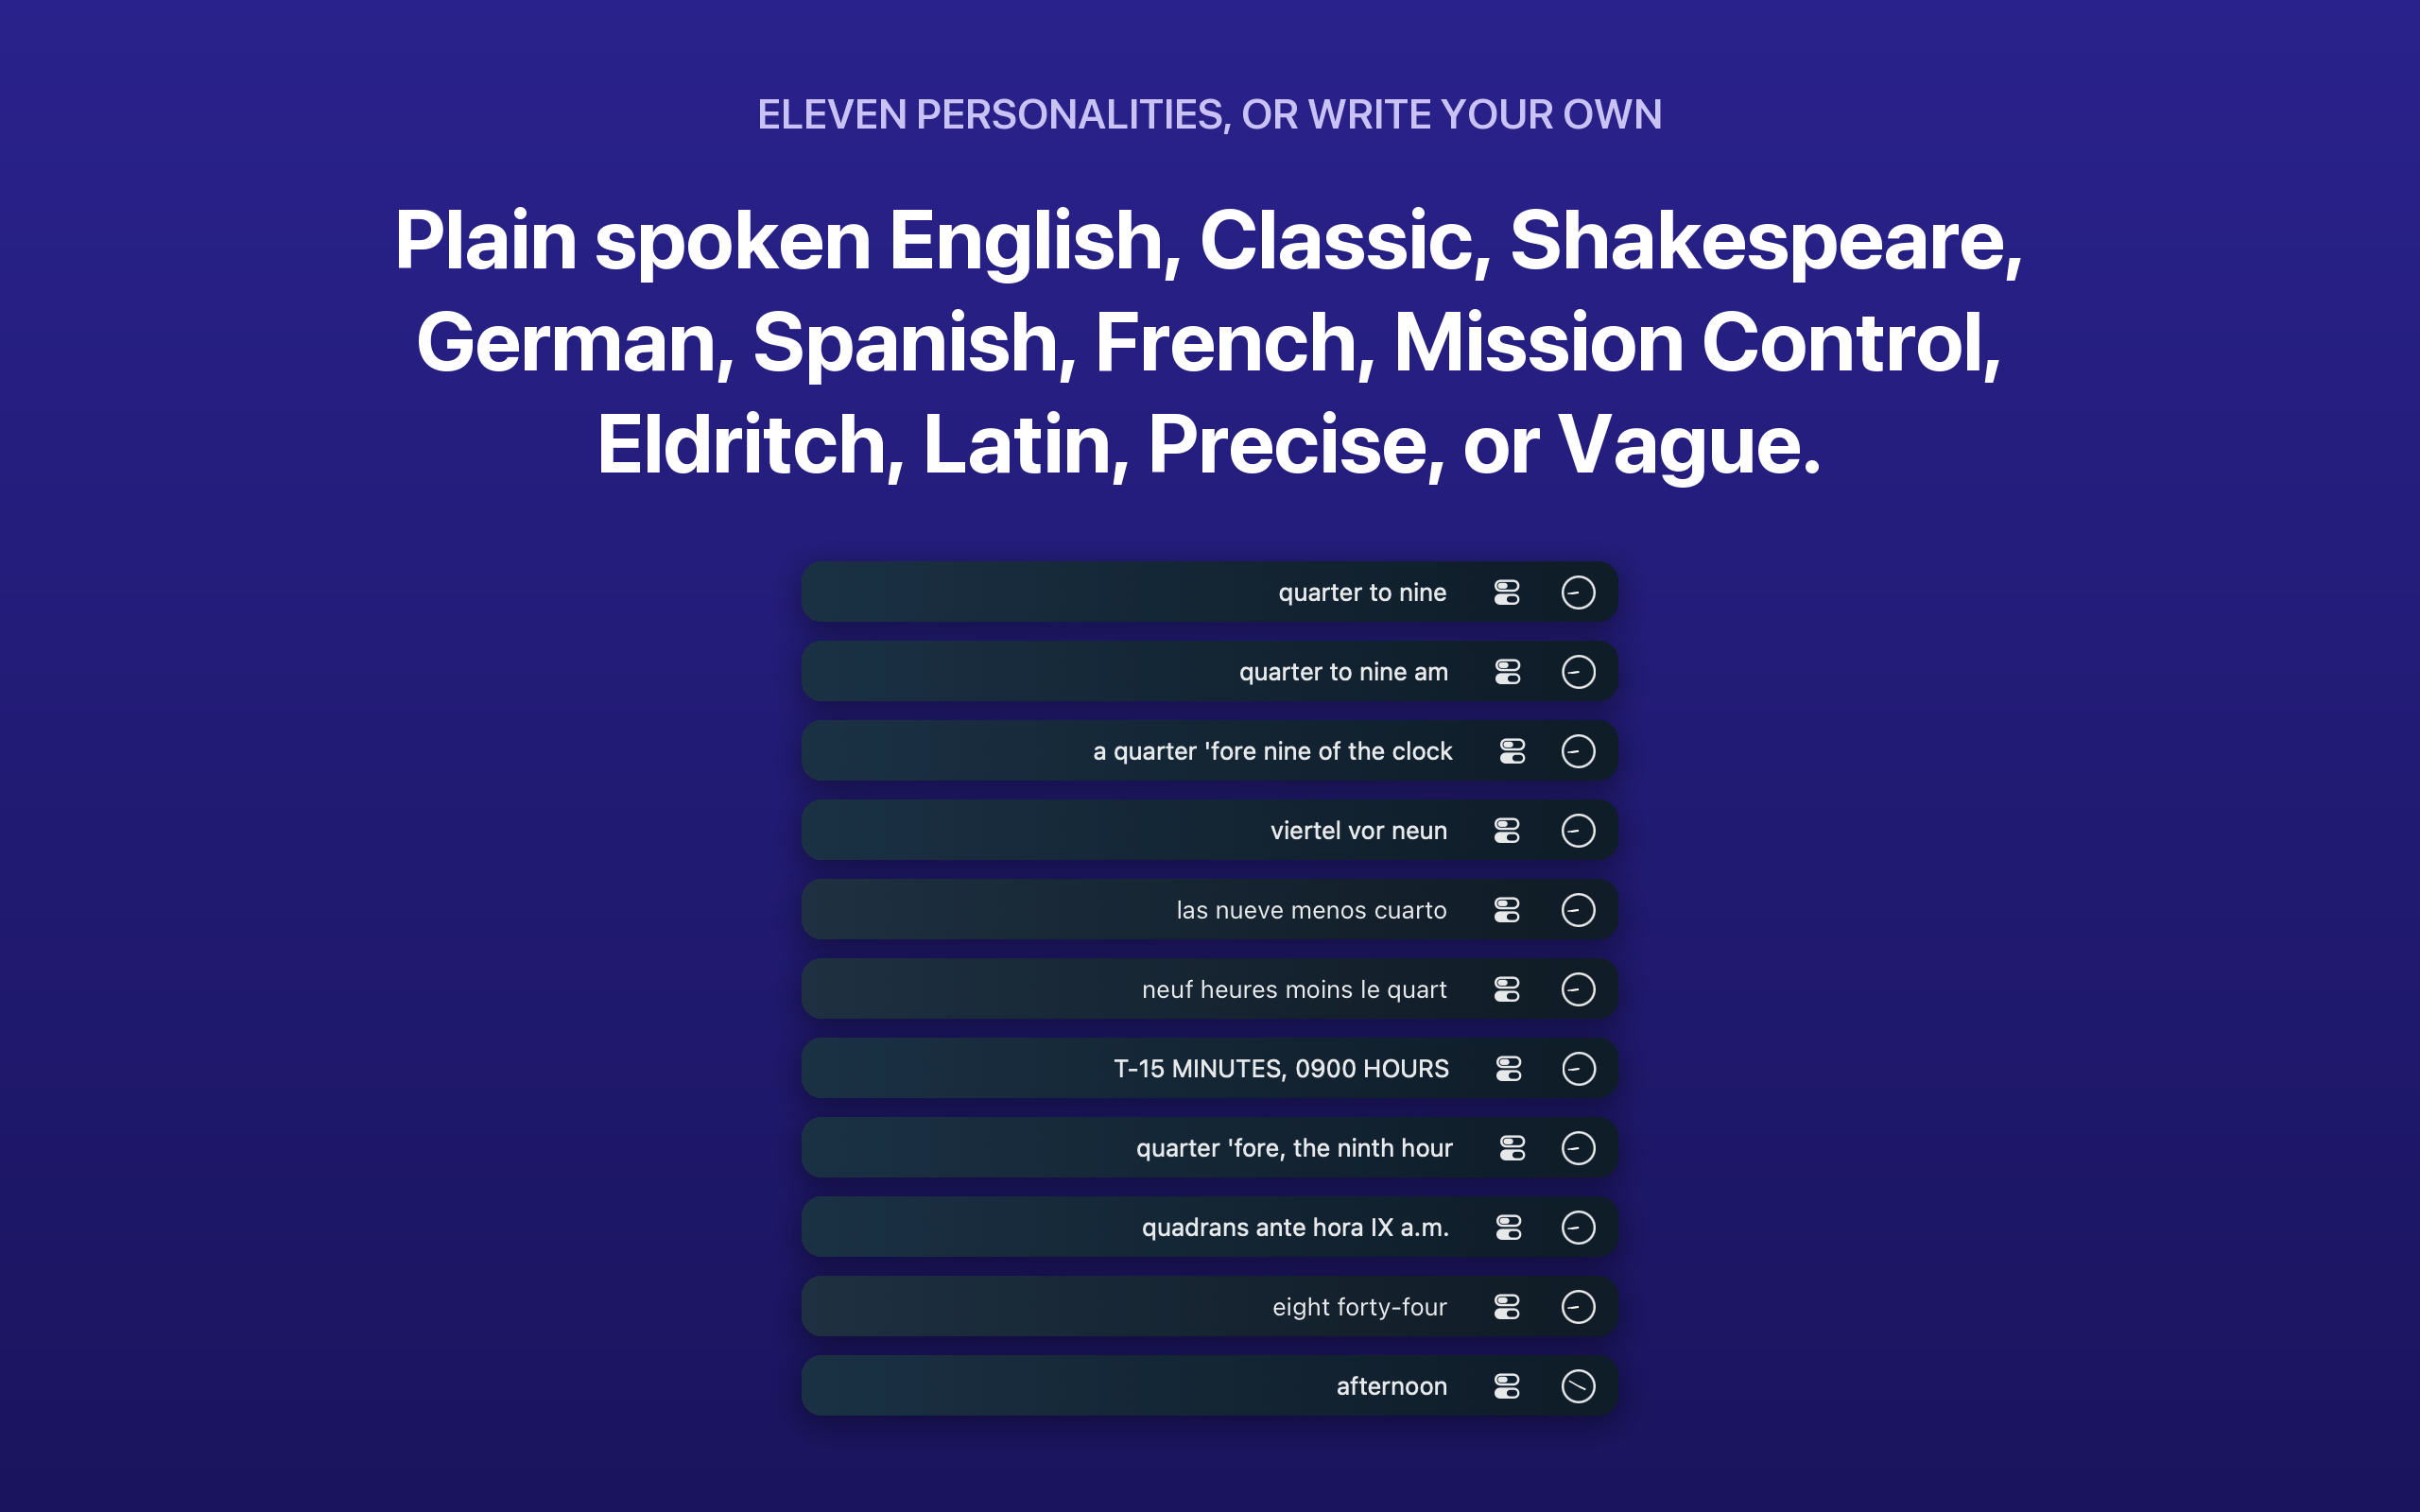 ELEVEN PERSONALITIES, OR WRITE YOUR OWN
Plain spoken English, Classic, Shakespeare,
German, Spanish, French, Mission Control,
Eldritch, Latin, Precise, or Vague.
quarter to nine
quarter to nine am
a quarter 'fore nine of the clock
viertel vor neun
las nueve menos cuarto
neuf heures moins le quart
T-15 MINUTES, 0900 HOURS
quarter 'fore, the ninth hour
quadrans ante hora IX a.m.
eight forty-four
afternoon